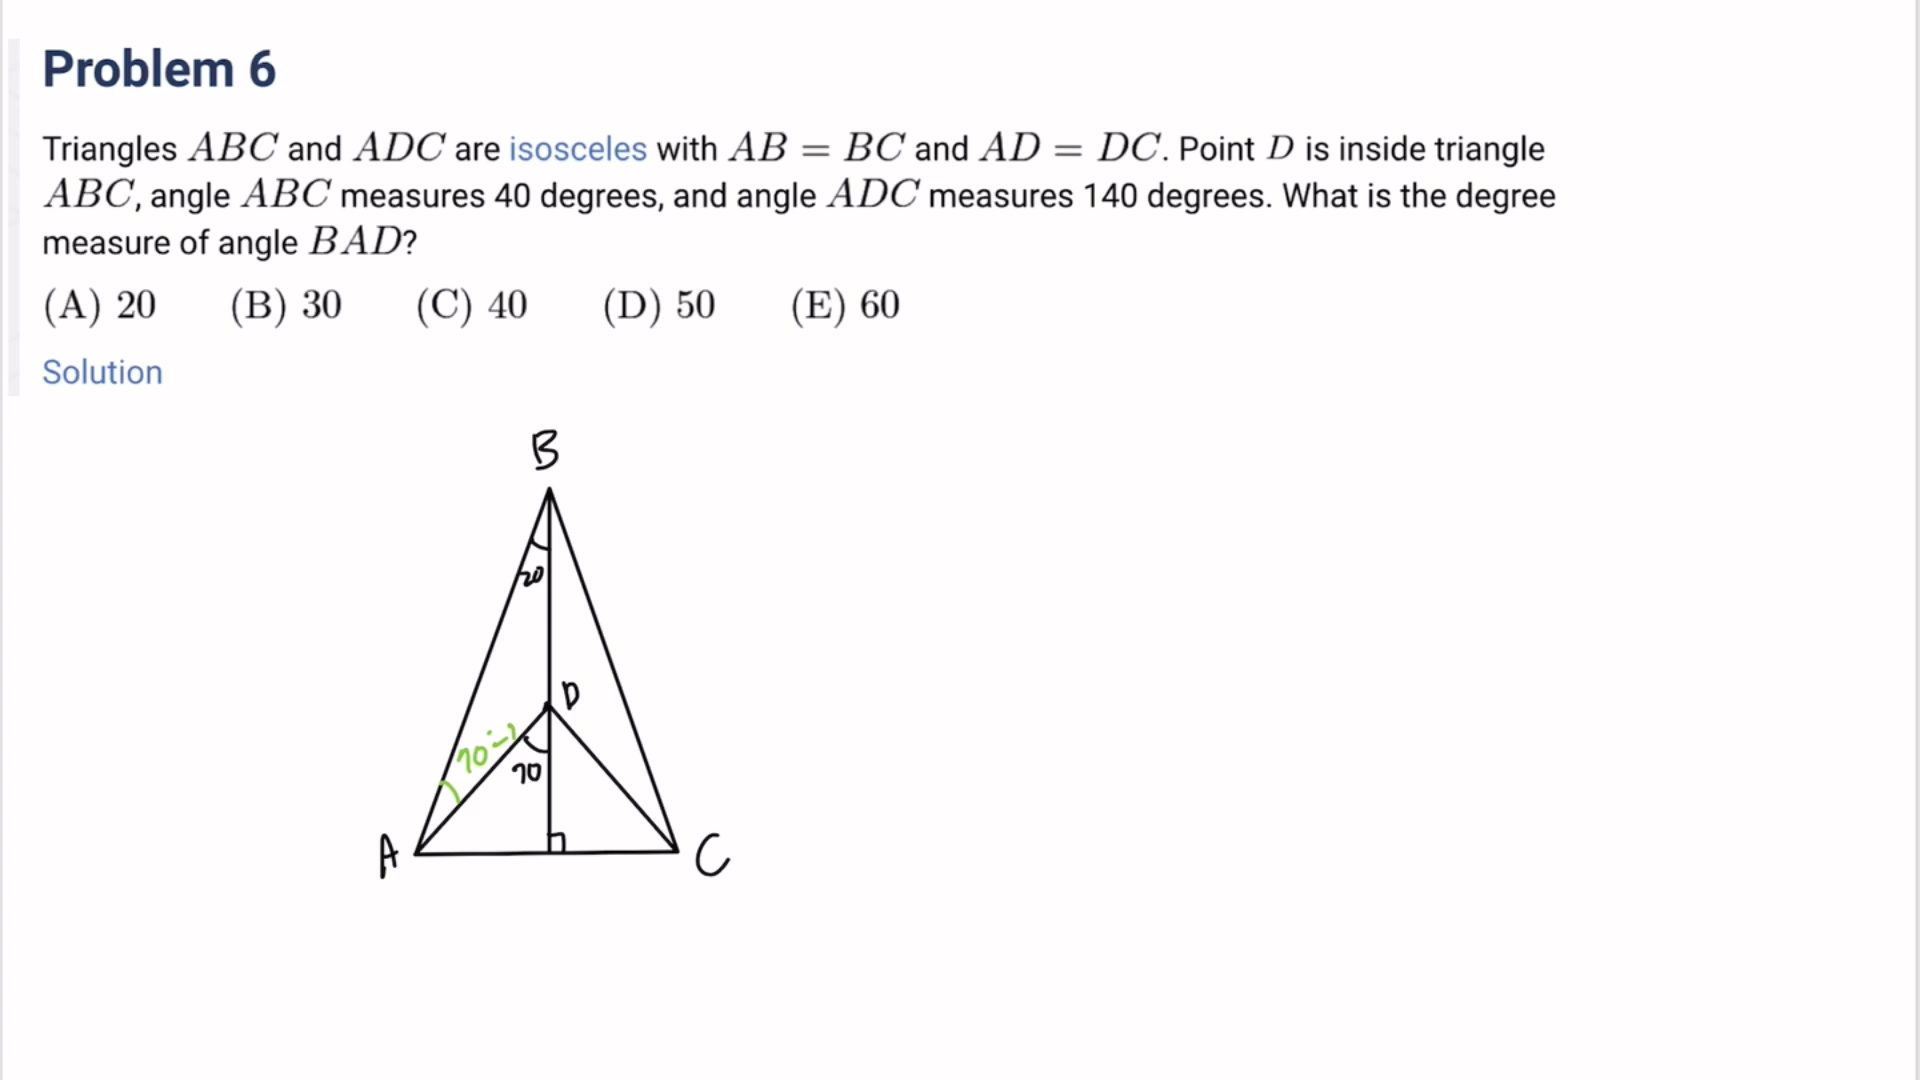 Problem 6
Triangles ABC and ADC are isosceles with AB = BC and AD = DC. Point D is inside triangle
ABC, angle ABC measures 40 degrees, and angle ADC measures 140 degrees. What is the degree
measure of angle BAD?
(A) 20 (B) 30 (C) 40 (D) 50 (E) 60
Solution
B
20
D
70
70
A
C